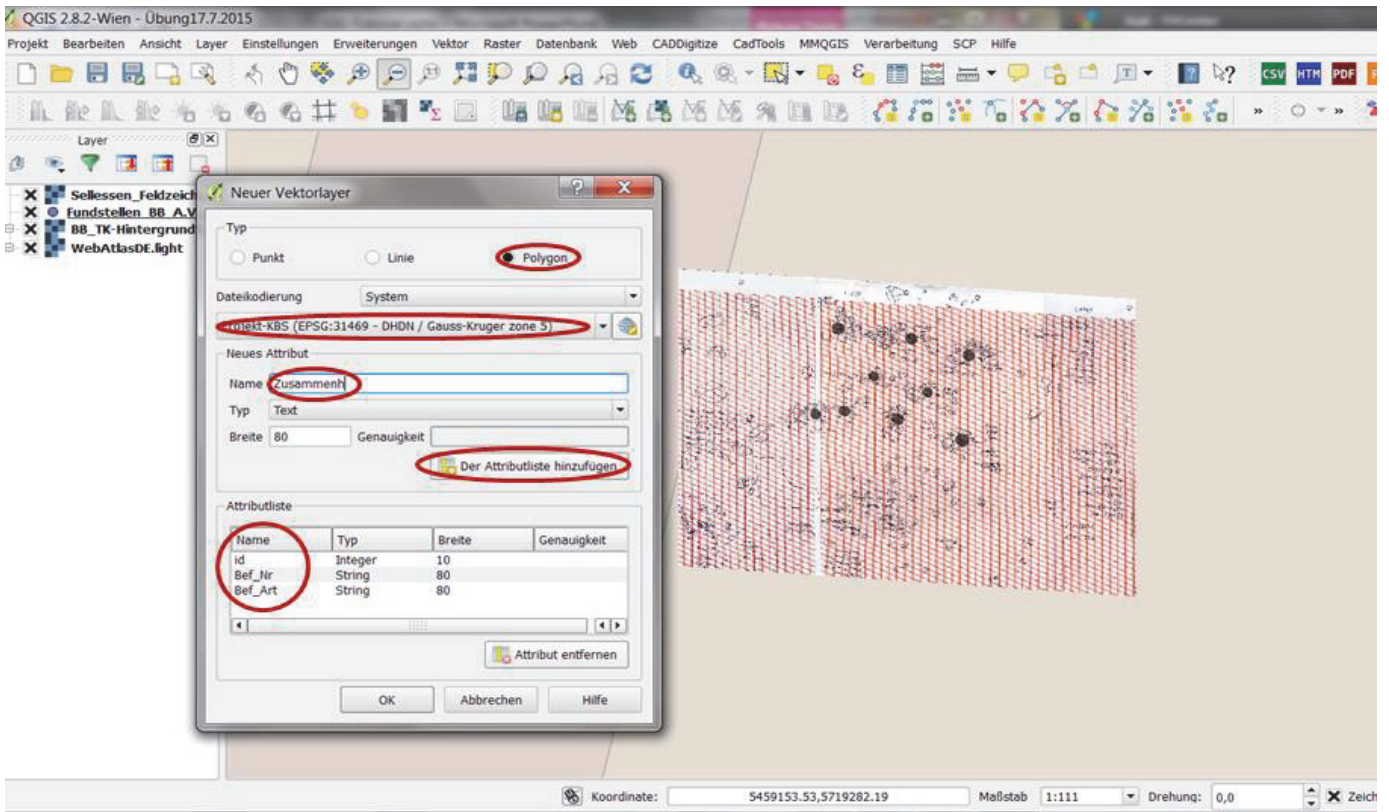 QGIS 2.8.2-Wien - Übung17.7.2015
Projekt Bearbeiten Ansicht Layer Einstellungen Erweiterungen Vektor Raster Datenbank Web CADDigitize CadTools MMQGIS Verarbeitung SCP Hilfe
CSV HTM PDF
Layer
Sellessen_Feldzeich
Fundstellen_BB_A.V
BB_TK-Hintergrund
WebAtlasDE.light
Neuer Vektorlayer
Typ
Punkt Linie Polygon
Dateikodierung System
Projekt-KBS (EPSG:31469 - DHDN / Gauss-Kruger zone 5)
Neues Attribut
Name Zusammenh
Typ Text
Breite 80 Genauigkeit
Der Attributliste hinzufügen
Attributliste
Name Typ Breite Genauigkeit
id Integer 10
Bef_Nr String 80
Bef_Art String 80
Attribut entfernen
OK Abbrechen Hilfe
Koordinate: 5459153.53,5719282.19 Maßstab 1:111 Drehung: 0,0 Zeich